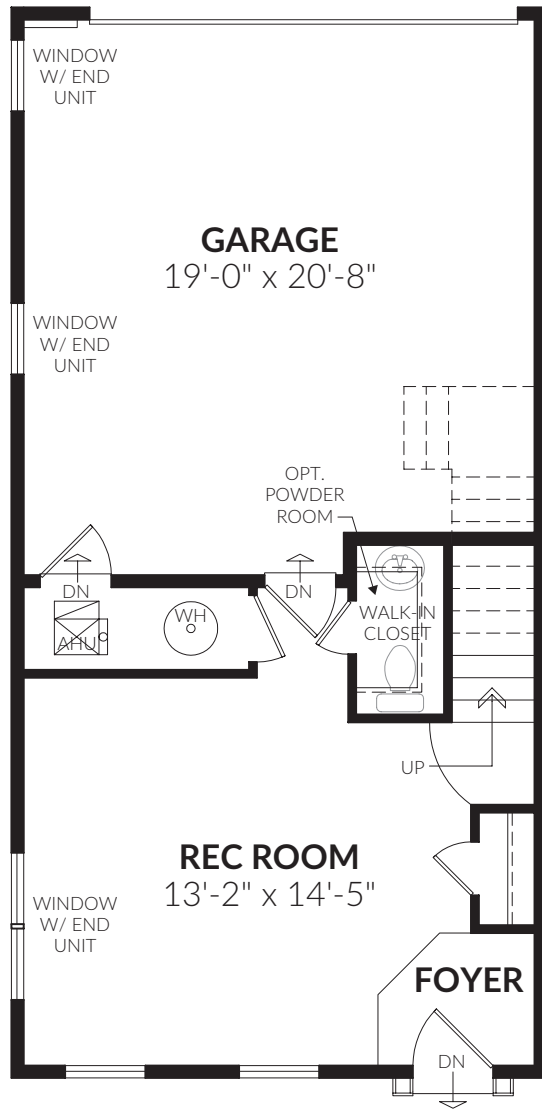 WINDOW
W/ END
UNIT
GARAGE
19'-0" x 20'-8"
WINDOW
W/ END
UNIT
OPT.
POWDER
ROOM
DN
DN
AHU
WH
WALK-IN
CLOSET
UP
REC ROOM
13'-2" x 14'-5"
WINDOW
W/ END
UNIT
FOYER
DN